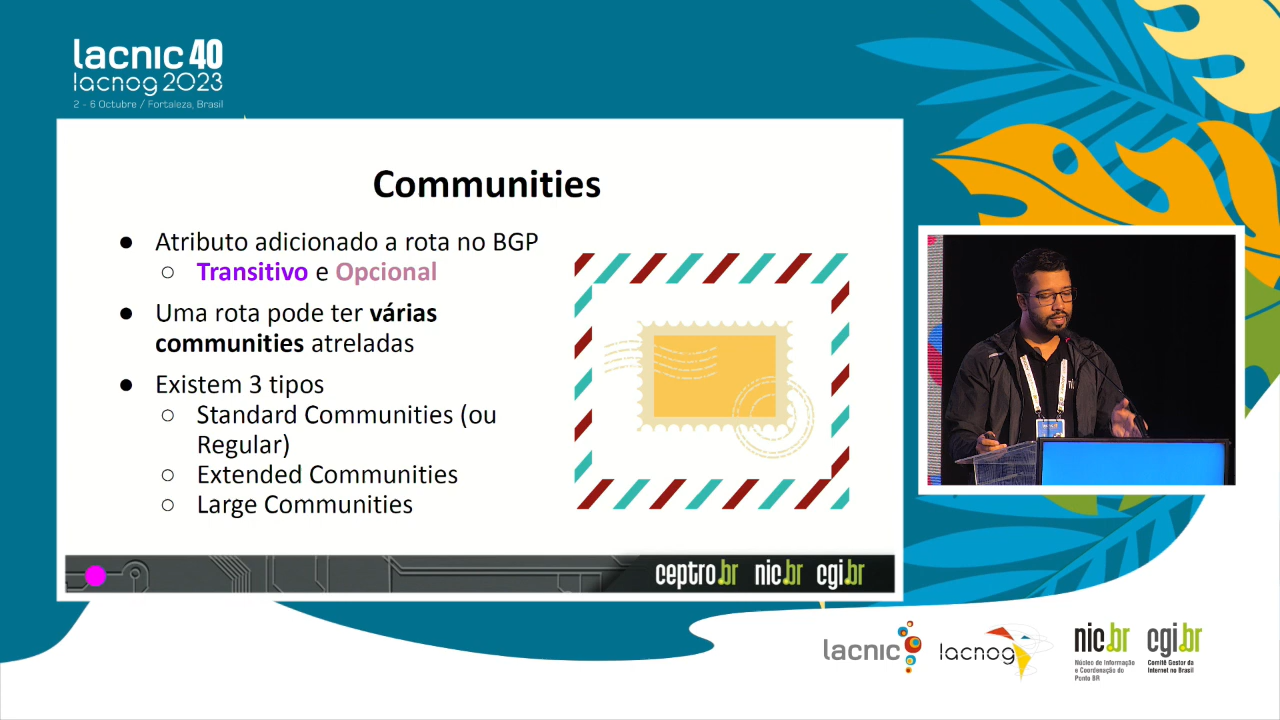 lacnic 40
lacnog 2023
2 - 6 Octubre / Fortaleza, Brasil
Communities
● Atributo adicionado a rota no BGP
○ Transitivo e Opcional
● Uma rota pode ter várias
communities atreladas
● Existem 3 tipos
○ Standard Communities (ou
Regular)
○ Extended Communities
○ Large Communities
ceptro.br nic.br cgi.br
lacnic
lacnog
nic.br
Núcleo de Informação
e Coordenação do
Ponto BR
cgi.br
Comitê Gestor da
Internet no Brasil